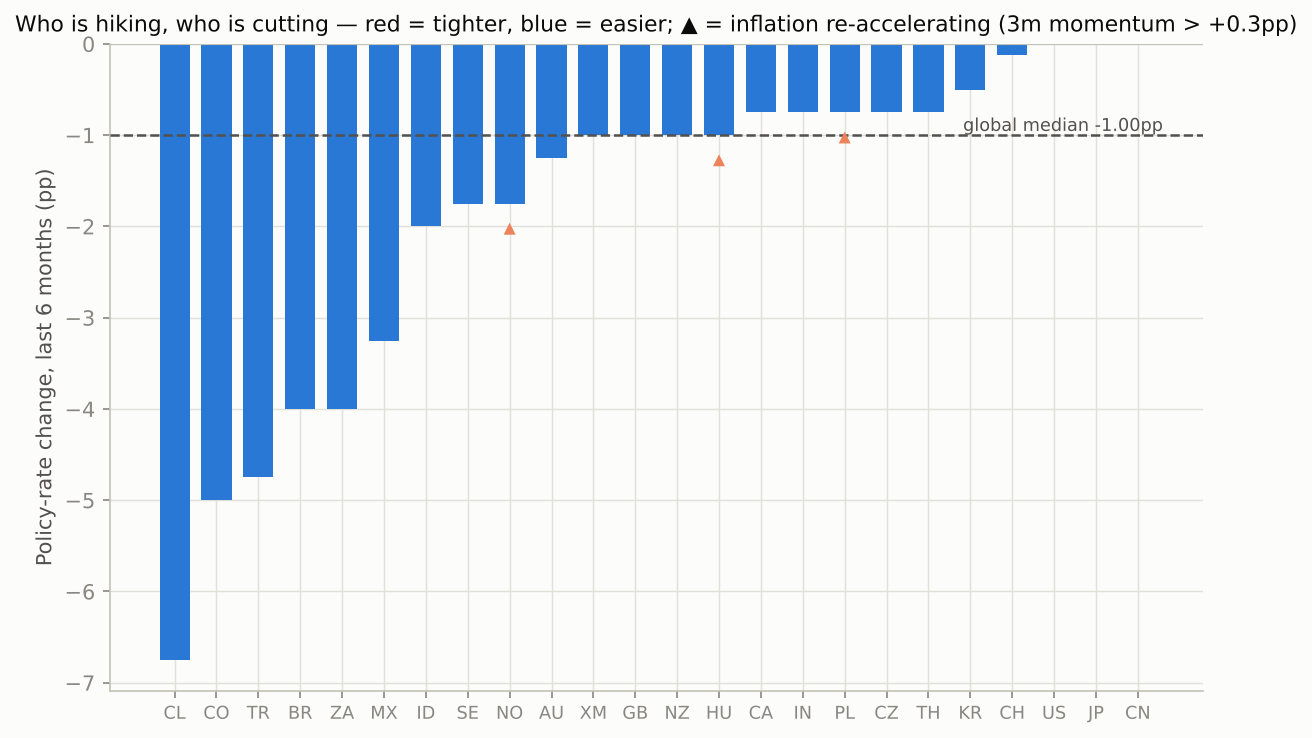 Who is hiking, who is cutting — red = tighter, blue = easier; ▲ = inflation re-accelerating (3m momentum > +0.3pp)
Policy-rate change, last 6 months (pp)
0
−1
−2
−3
−4
−5
−6
−7
global median -1.00pp
CL CO TR BR ZA MX ID SE NO AU XM GB NZ HU CA IN PL CZ TH KR CH US JP CN